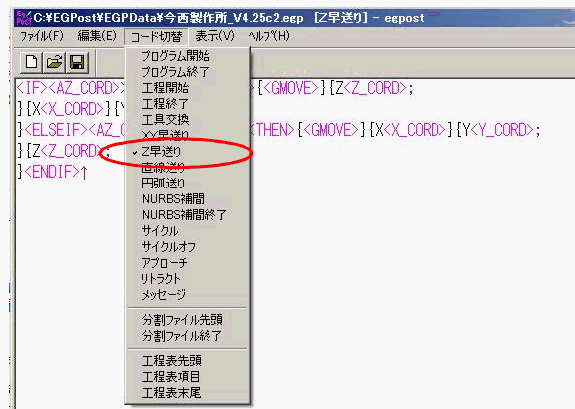 C:¥EGPost¥EGPData¥今西製作所_V4.25c2.egp [Z早送り] - egpost
ファイル(F) 編集(E) コード切替 表示(V) ヘルプ(H)
<IF><AZ_CORD>
{<GMOVE>}{Z<Z_CORD>;
}{X<X_CORD>}{Y
}<ELSEIF><AZ_
<THEN>{<GMOVE>}{X<X_CORD>}{Y<Y_CORD>;
}{Z<Z_CORD>;
}<ENDIF>↑
プログラム開始
プログラム終了
工程開始
工程終了
工具交換
XY早送り
Z早送り
直線送り
円弧送り
NURBS補間
NURBS補間終了
サイクル
サイクルオフ
アプローチ
リトラクト
メッセージ
分割ファイル先頭
分割ファイル終了
工程表先頭
工程表項目
工程表末尾